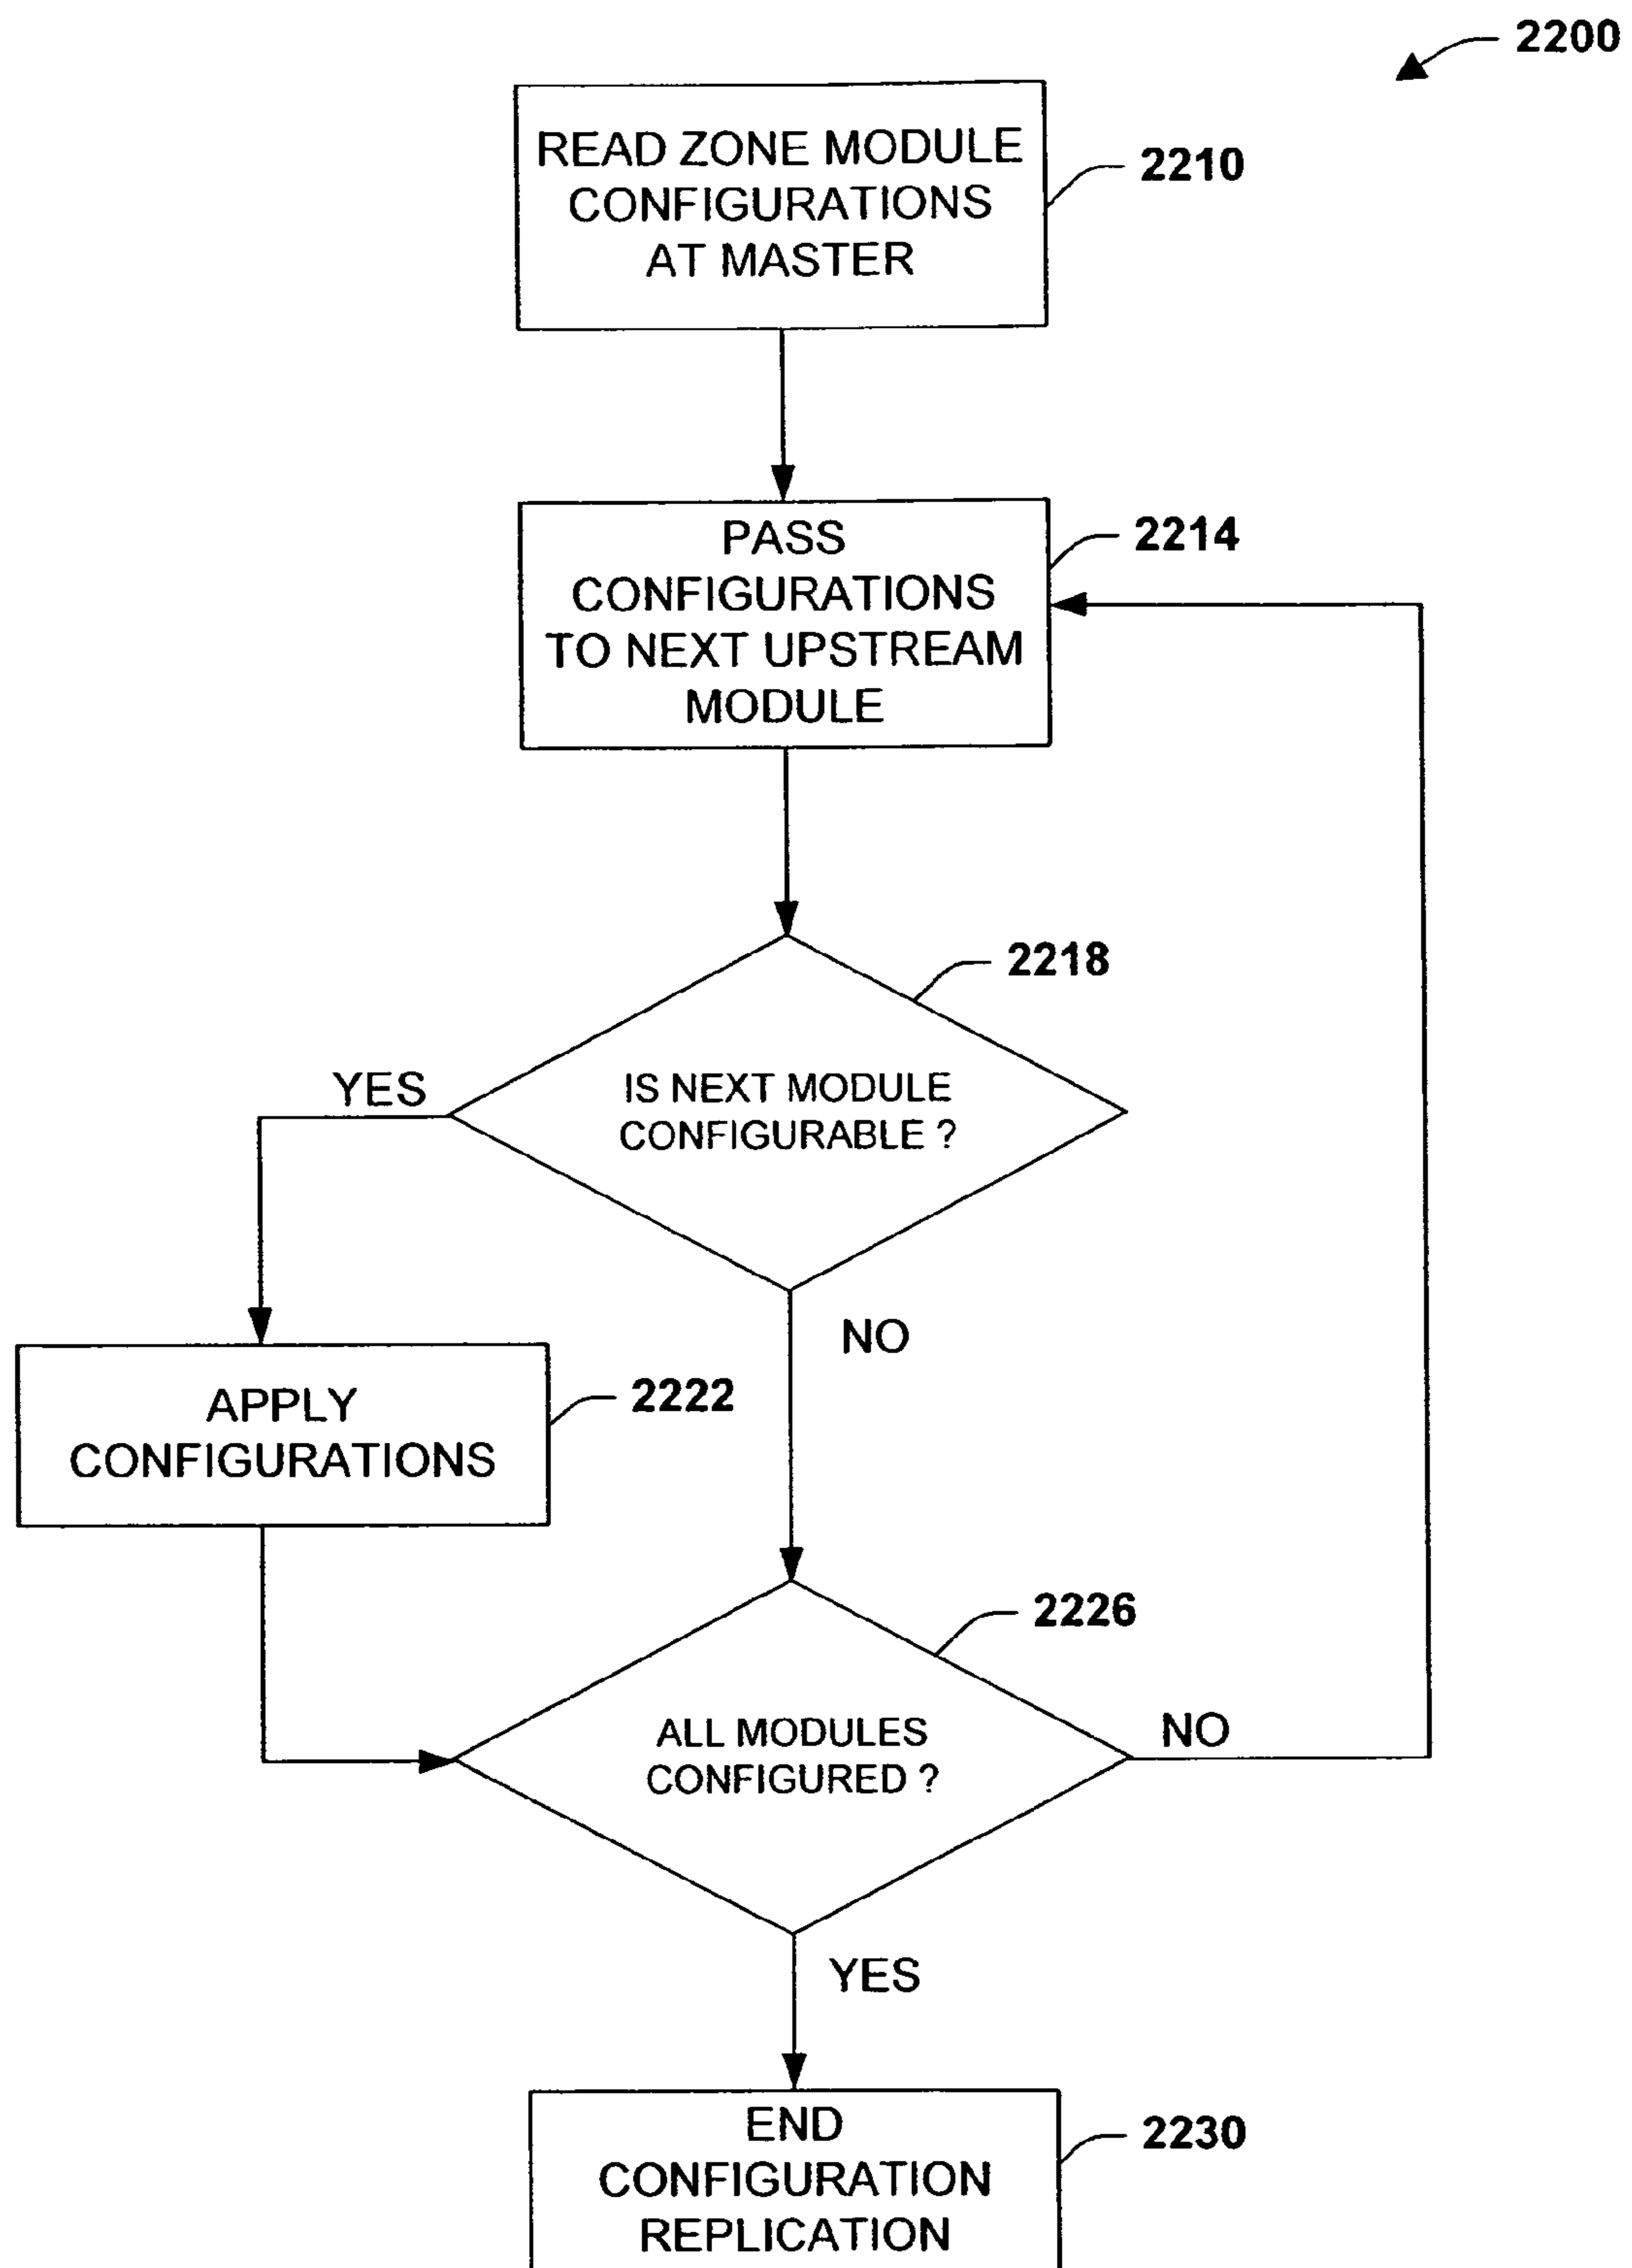 2200
READ ZONE MODULE
CONFIGURATIONS
AT MASTER
2210
PASS
CONFIGURATIONS
TO NEXT UPSTREAM
MODULE
2214
2218
IS NEXT MODULE
CONFIGURABLE ?
YES
NO
APPLY
CONFIGURATIONS
2222
2226
ALL MODULES
CONFIGURED ?
NO
YES
END
CONFIGURATION
REPLICATION
2230